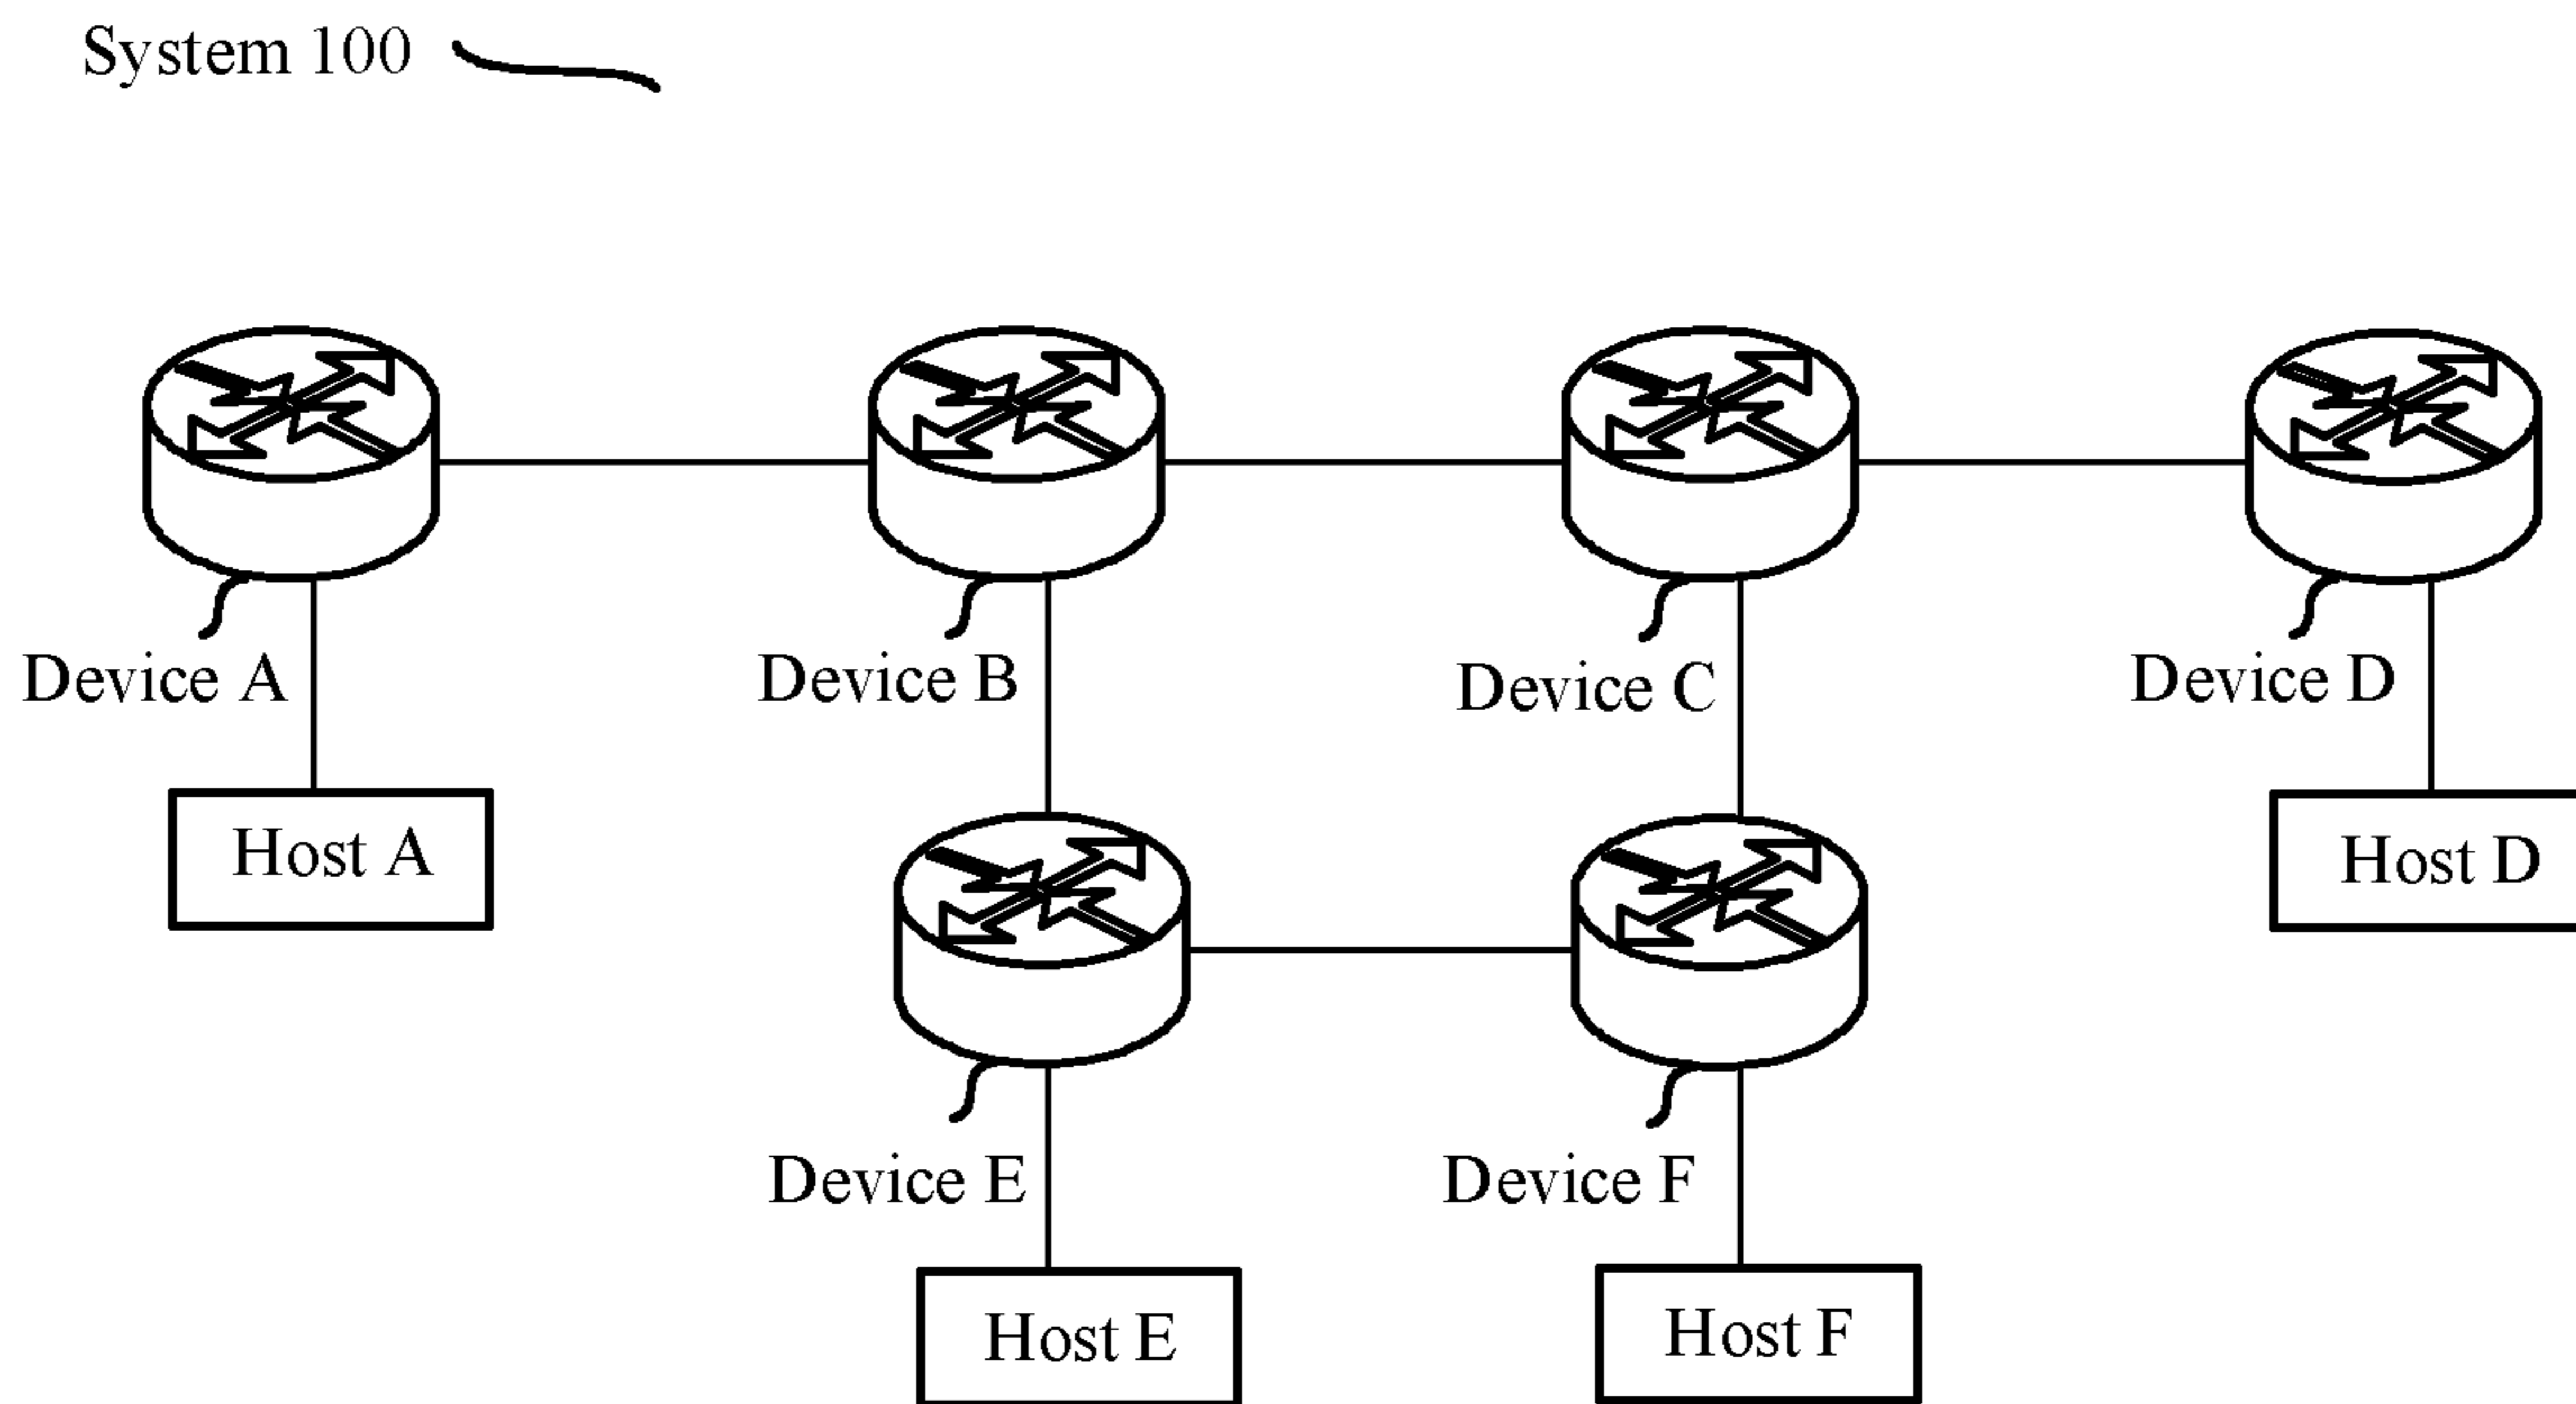 System 100
Device A
Device B
Device C
Device D
Host A
Host D
Device E
Device F
Host E
Host F